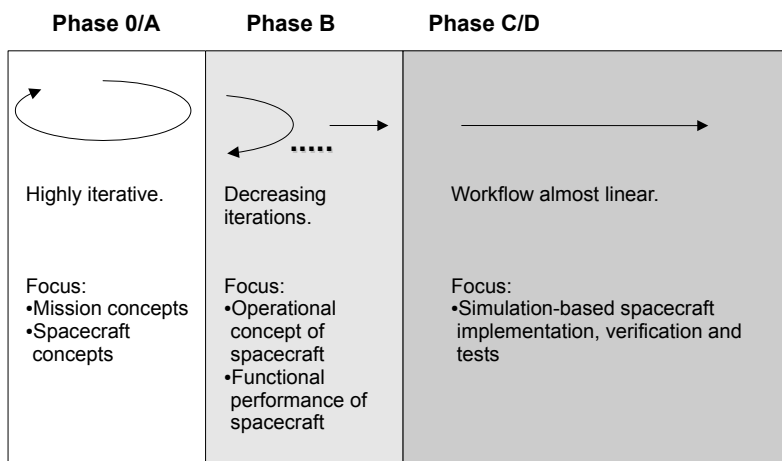 Phase 0/A
Phase B
Phase C/D
Highly iterative.
Decreasing
iterations.
Workflow almost linear.
Focus:
•Mission concepts
•Spacecraft
concepts
Focus:
•Operational
concept of
spacecraft
•Functional
performance of
spacecraft
Focus:
•Simulation-based spacecraft
implementation, verification and
tests